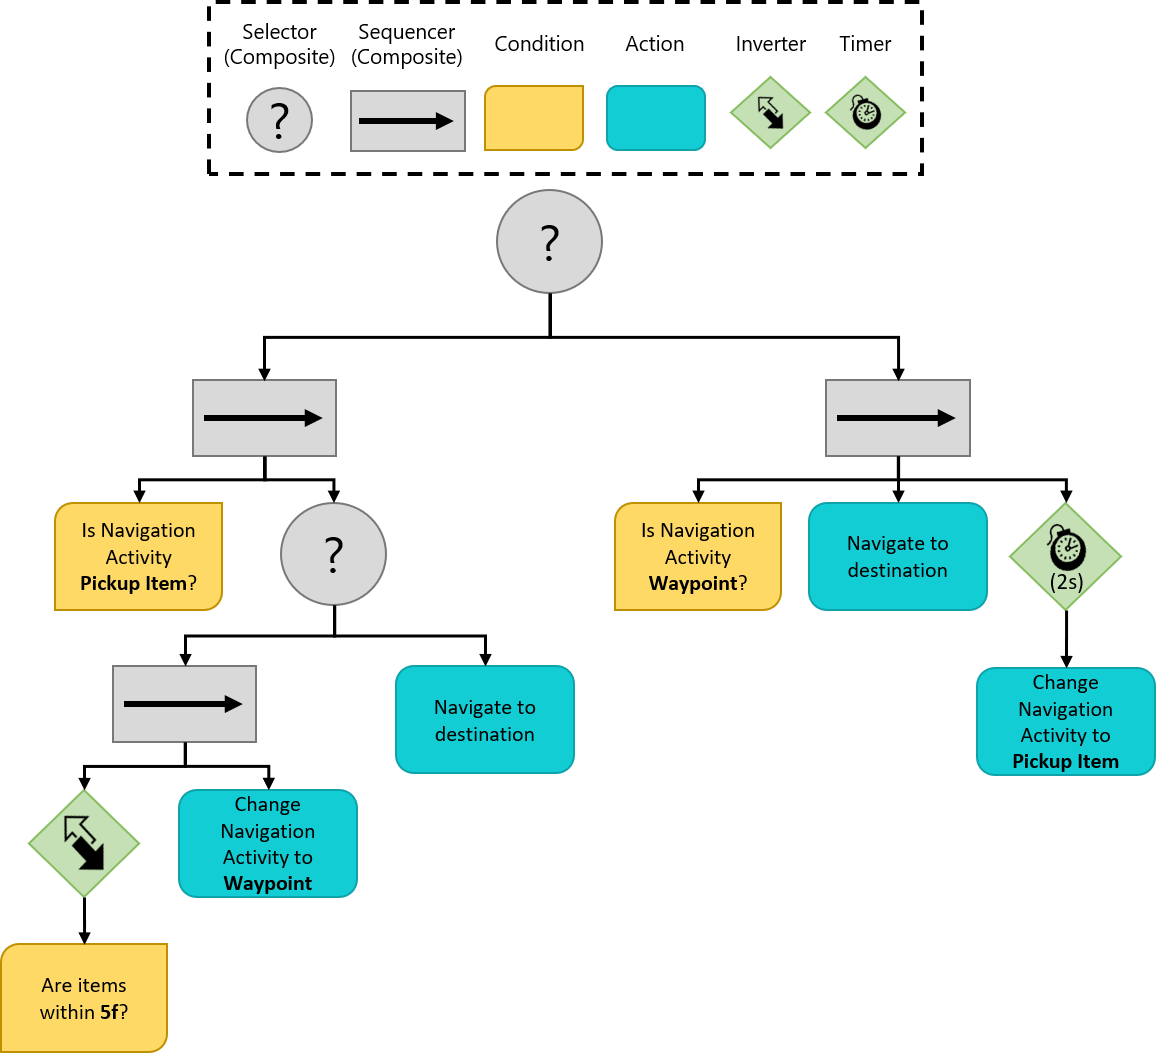 Selector
(Composite)
Sequencer
(Composite)
Condition
Action
Inverter
Timer
?
?
Is Navigation
Activity
Pickup Item?
?
Is Navigation
Activity
Waypoint?
Navigate to
destination
(2s)
Navigate to
destination
Change
Navigation
Activity to
Pickup Item
Change
Navigation
Activity to
Waypoint
Are items
within 5f?